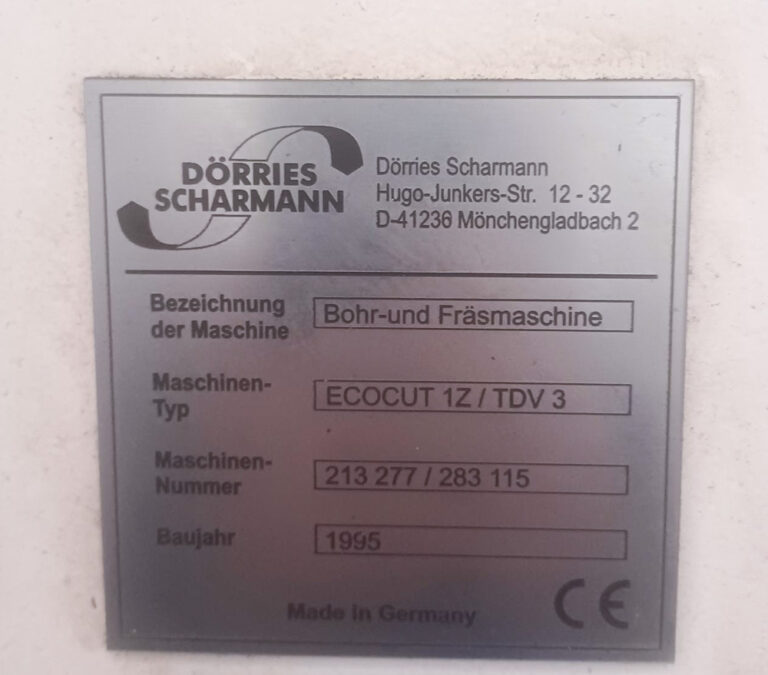 DÖRRIES
SCHARMANN
Dörries Scharmann
Hugo-Junkers-Str. 12 - 32
D-41236 Mönchengladbach 2
Bezeichnung
der Maschine
Bohr-und Fräsmaschine
Maschinen-
Typ
ECOCUT 1Z / TDV 3
Maschinen-
Nummer
213 277 / 283 115
Baujahr
1995
Made in Germany
CE